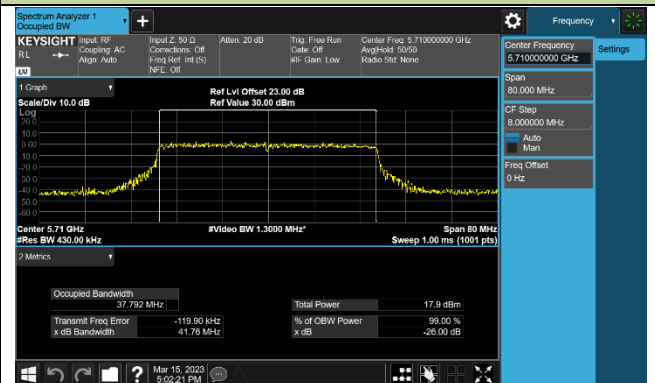 Spectrum Analyzer 1
Occupied BW
Frequency
KEYSIGHT
RL
Input: RF
Coupling: AC
Align: Auto
Input Z: 50 Ω
Corrections: Off
Freq Ref: Int (S)
NFE: Off
Atten: 20 dB
Trig: Free Run
Gate: Off
#IF Gain: Low
Center Freq: 5.710000000 GHz
Avg|Hold: 50/50
Radio Std: None
Center Frequency
5.710000000 GHz
Settings
Span
80.000 MHz
CF Step
8.000000 MHz
Auto
Man
Freq Offset
0 Hz
1 Graph
Scale/Div 10.0 dB
Ref Lvl Offset 23.00 dB
Ref Value 30.00 dBm
Log
20.0
10.0
0.00
-10.0
-20.0
-30.0
-40.0
-50.0
-60.0
Center 5.71 GHz
#Res BW 430.00 kHz
#Video BW 1.3000 MHz*
Span 80 MHz
Sweep 1.00 ms (1001 pts)
2 Metrics
Occupied Bandwidth
37.792 MHz
Total Power 17.9 dBm
Transmit Freq Error -119.90 kHz
% of OBW Power 99.00 %
x dB Bandwidth 41.76 MHz
x dB -26.00 dB
Mar 15, 2023
5:02:21 PM